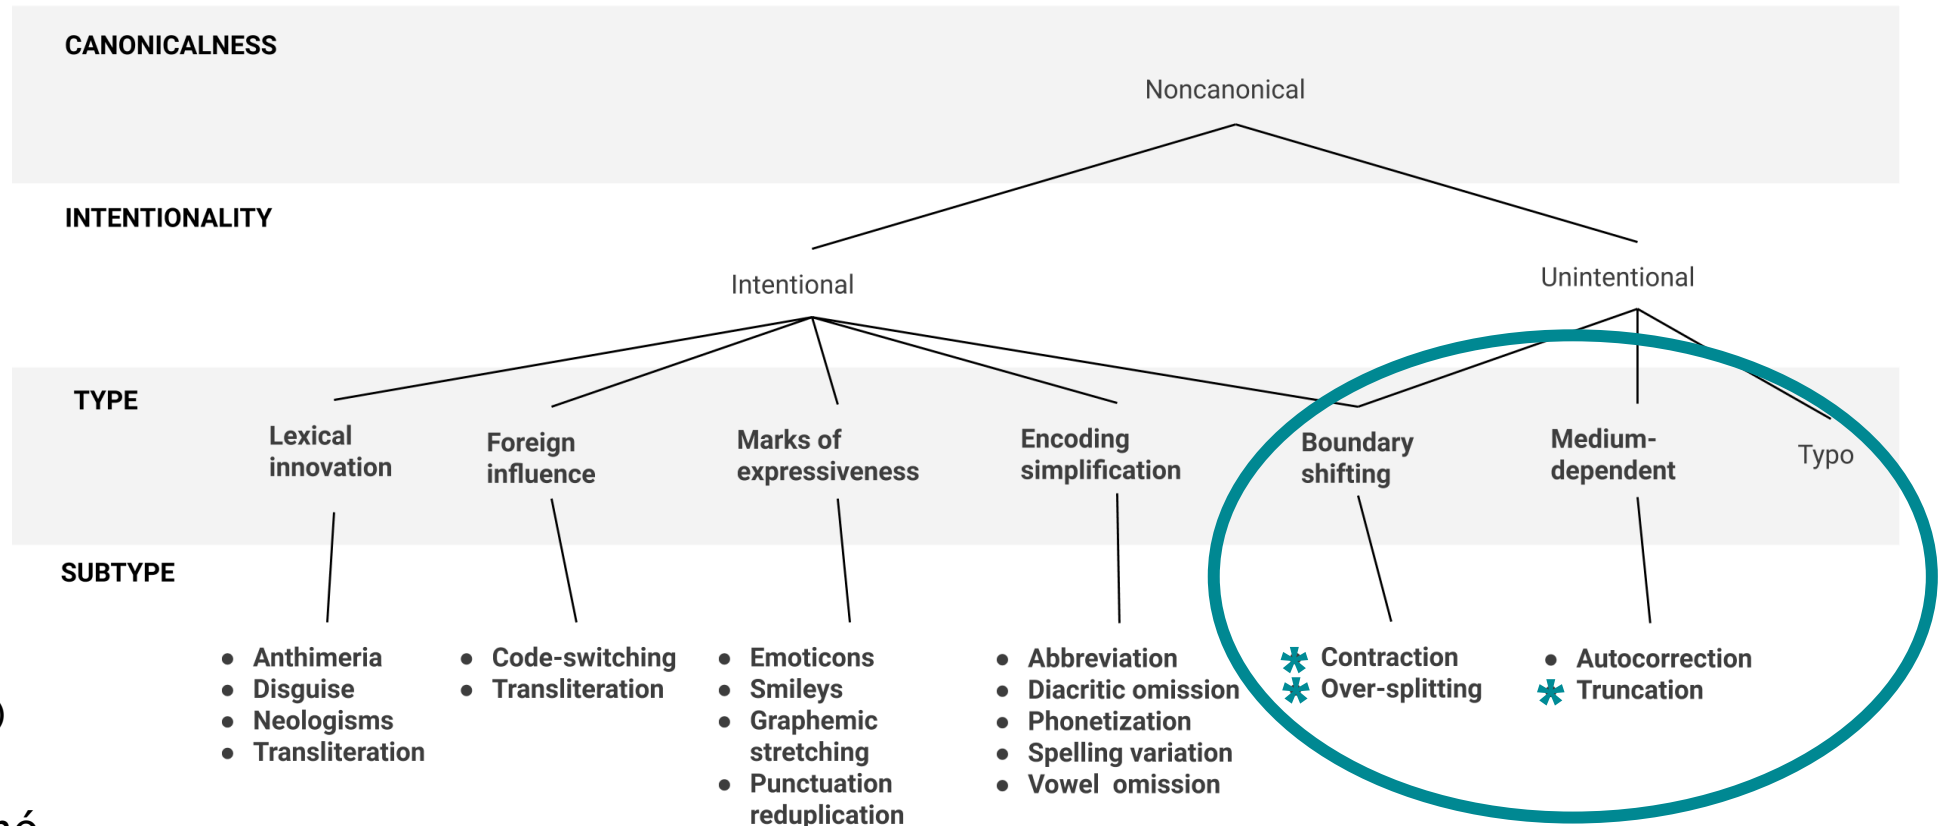 CANONICALNESS
Noncanonical
INTENTIONALITY
Intentional
Unintentional
TYPE
Lexical
innovation
Foreign
influence
Marks of
expressiveness
Encoding
simplification
Boundary
shifting
Medium-
dependent
Typo
SUBTYPE
● Anthimeria
● Disguise
● Neologisms
● Transliteration
● Code-switching
● Transliteration
● Emoticons
● Smileys
● Graphemic
stretching
● Punctuation
reduplication
● Abbreviation
● Diacritic omission
● Phonetization
● Spelling variation
● Vowel omission
* Contraction
* Over-splitting
● Autocorrection
* Truncation
)